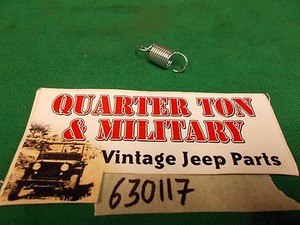 QUARTER TON
& MILITARY
Vintage Jeep Parts
630117